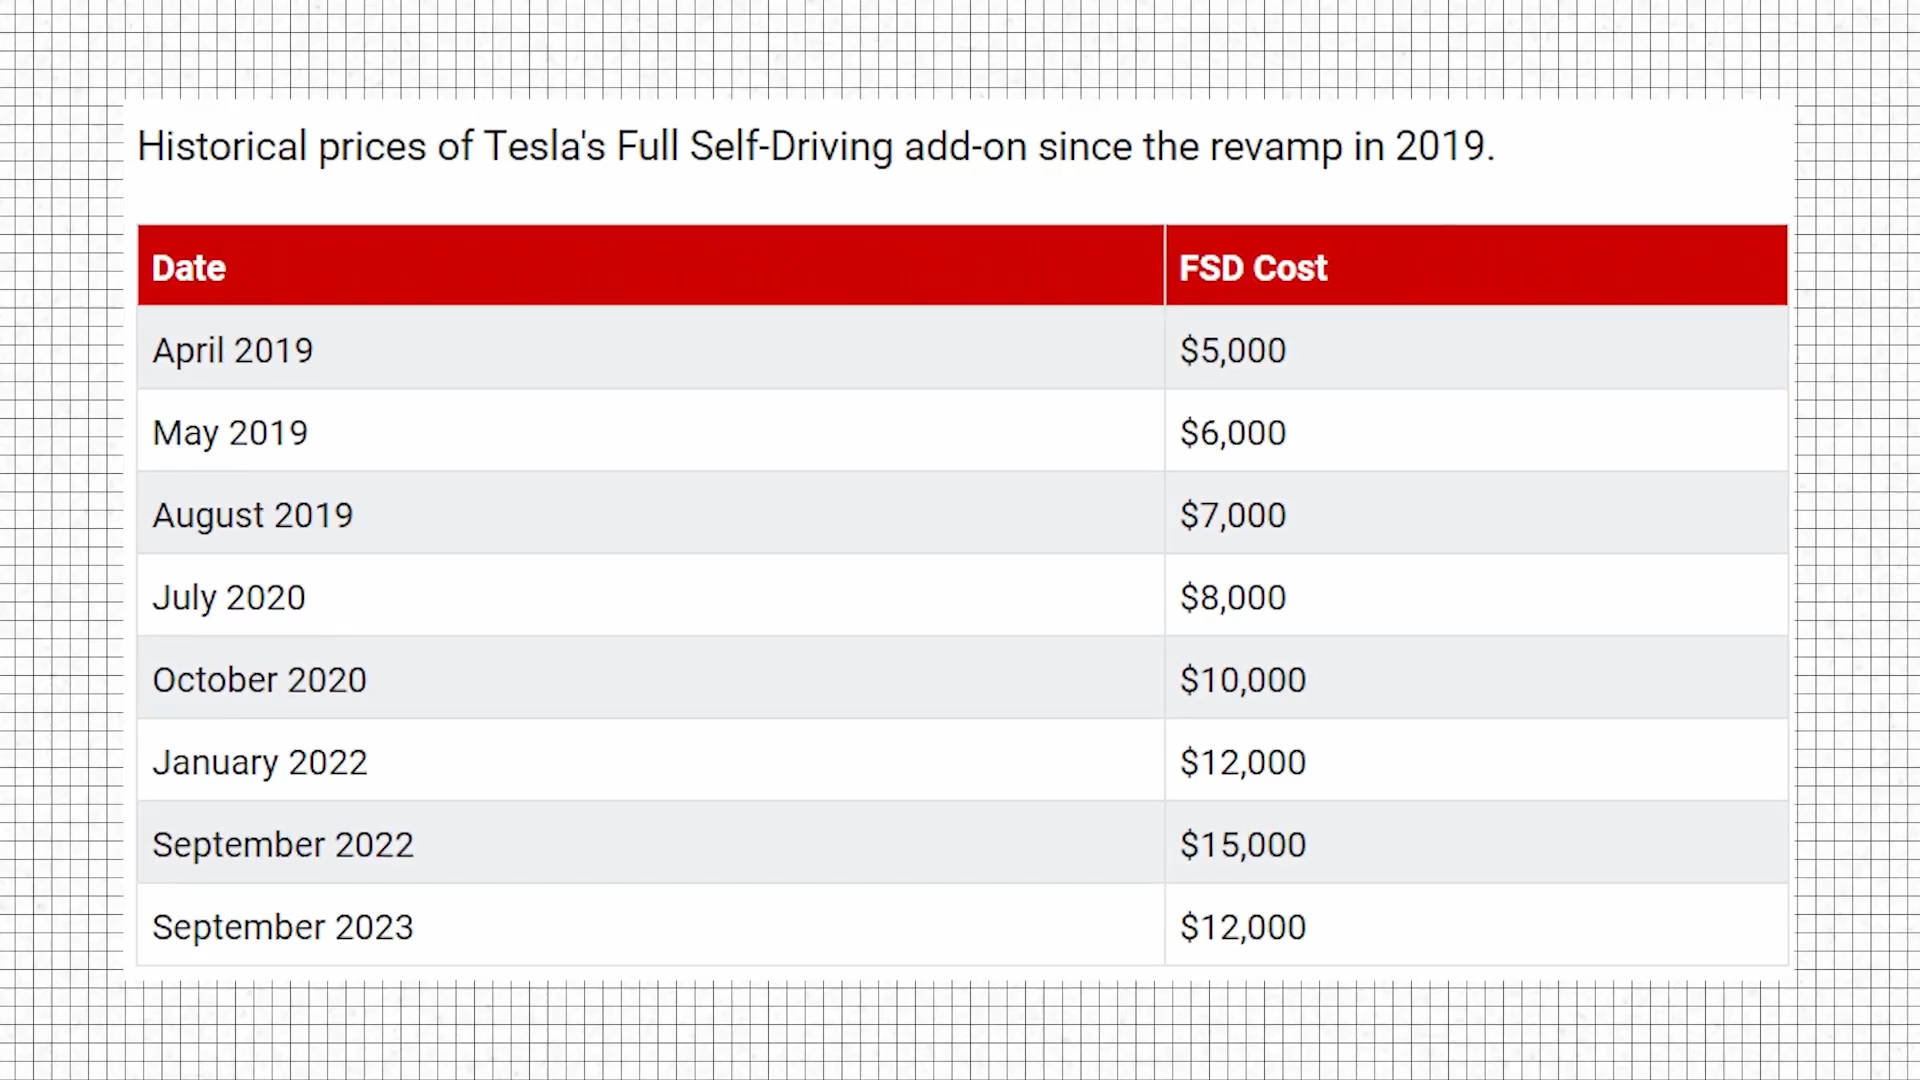 Historical prices of Tesla's Full Self-Driving add-on since the revamp in 2019.
Date FSD Cost
April 2019 $5,000
May 2019 $6,000
August 2019 $7,000
July 2020 $8,000
October 2020 $10,000
January 2022 $12,000
September 2022 $15,000
September 2023 $12,000